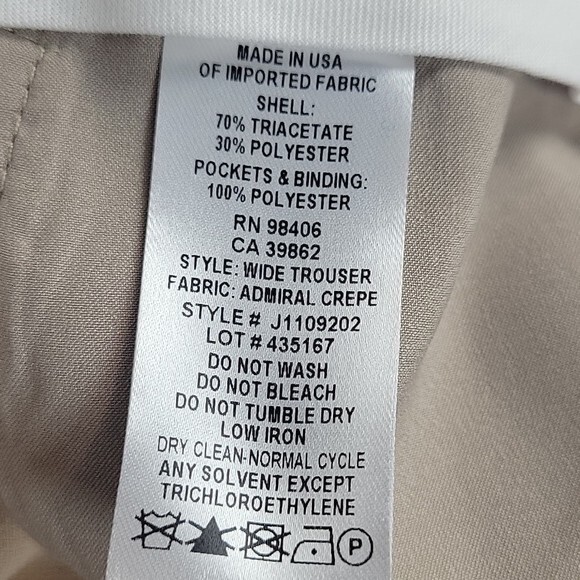 MADE IN USA
OF IMPORTED FABRIC
SHELL:
70% TRIACETATE
30% POLYESTER
POCKETS & BINDING:
100% POLYESTER
RN 98406
CA 39862
STYLE: WIDE TROUSER
FABRIC: ADMIRAL CREPE
STYLE # J1109202
LOT # 435167
DO NOT WASH
DO NOT BLEACH
DO NOT TUMBLE DRY
LOW IRON
DRY CLEAN-NORMAL CYCLE
ANY SOLVENT EXCEPT
TRICHLOROETHYLENE
P